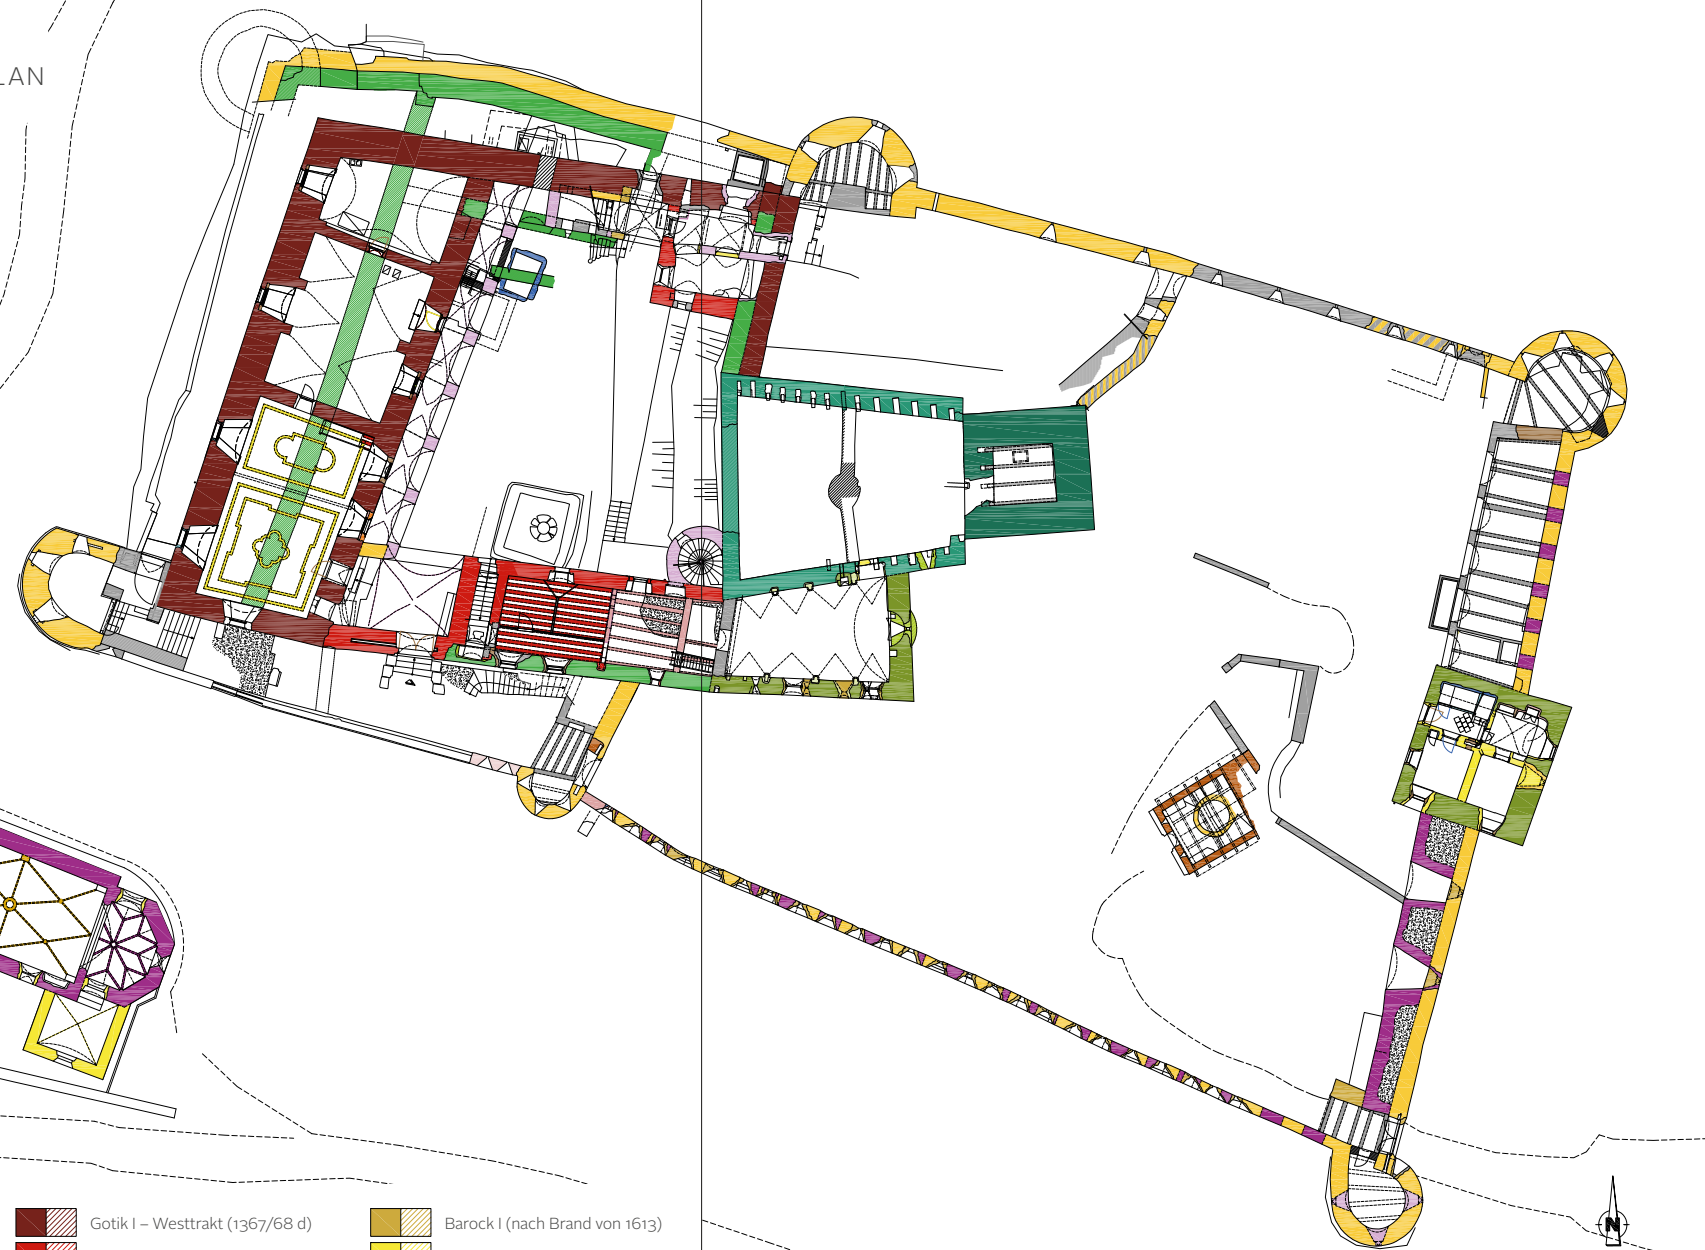 LAN
N
Gotik I – Westtrakt (1367/68 d)
Barock I (nach Brand von 1613)